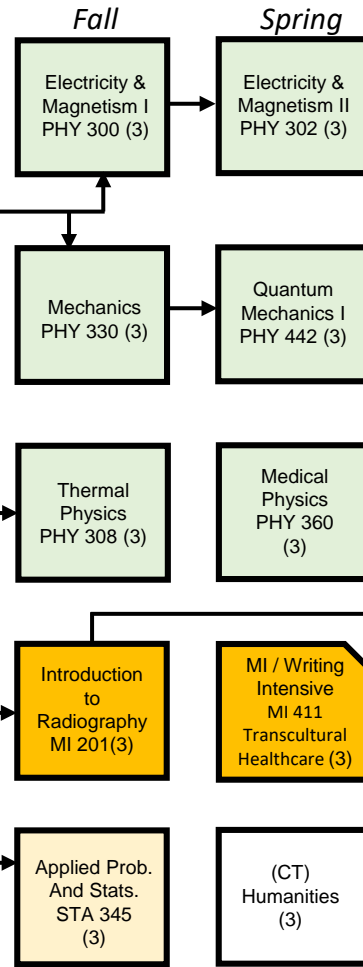 Fall
Spring
Electricity &
Magnetism I
PHY 300 (3)
Electricity &
Magnetism II
PHY 302 (3)
Mechanics
PHY 330 (3)
Quantum
Mechanics I
PHY 442 (3)
Thermal
Physics
PHY 308 (3)
Medical
Physics
PHY 360
(3)
Introduction
to
Radiography
MI 201(3)
MI / Writing
Intensive
MI 411
Transcultural
Healthcare (3)
Applied Prob.
And Stats.
STA 345
(3)
(CT)
Humanities
(3)